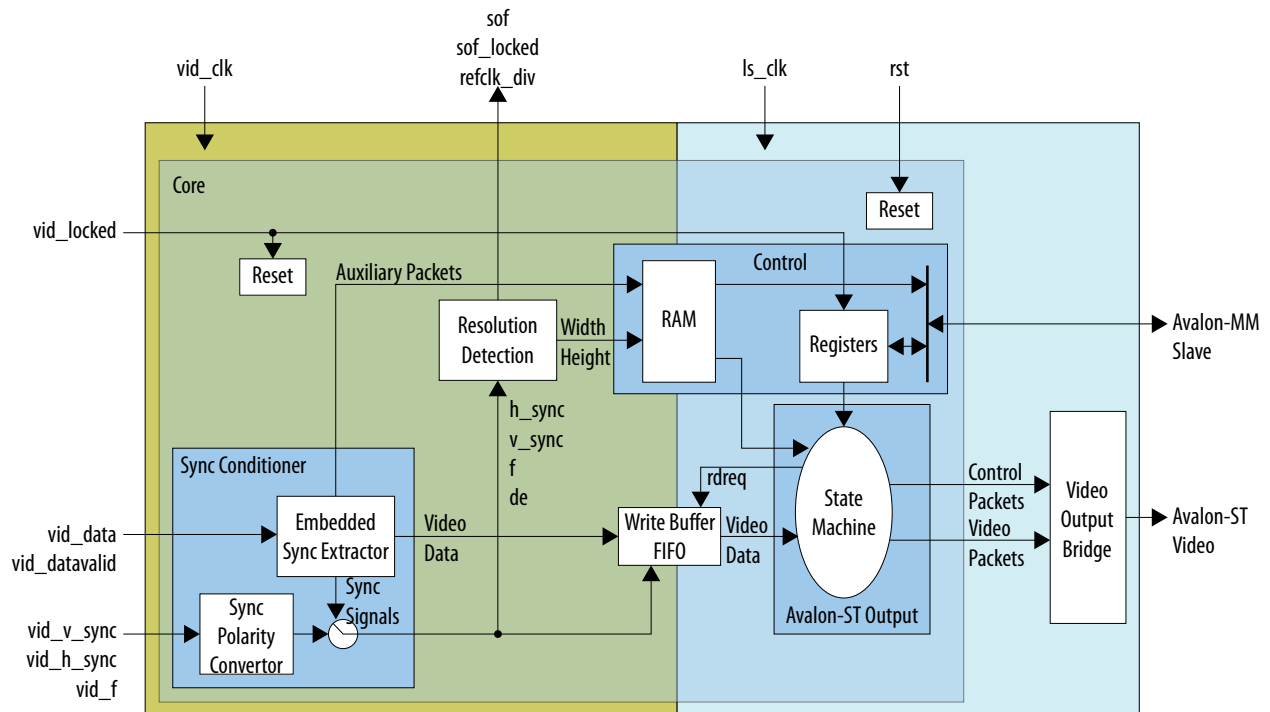 sof
sof_locked
refclk_div
vid_clk
ls_clk
rst
Core
Reset
vid_locked
Reset
Auxiliary Packets
Control
RAM
Resolution
Detection
Width
Height
Registers
Avalon-MM
Slave
h_sync
v_sync
f
de
Sync Conditioner
rdreq
State
Machine
Control
Packets
Video
Packets
Video
Output
Bridge
Avalon-ST
Video
vid_data
vid_datavalid
Embedded
Sync Extractor
Video
Data
Write Buffer
FIFO
Video
Data
Sync
Signals
Avalon-ST Output
vid_v_sync
vid_h_sync
vid_f
Sync
Polarity
Convertor